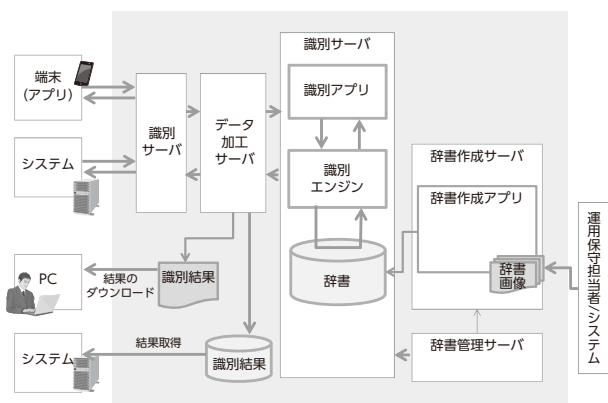 端末
(アプリ)
システム
PC
システム
識別
サーバ
データ
加工
サーバ
結果の
ダウンロード
識別結果
結果取得
識別結果
識別サーバ
識別アプリ
識別
エンジン
辞書
辞書作成サーバ
辞書作成アプリ
辞書
画像
辞書管理サーバ
運用保守担当者/システム